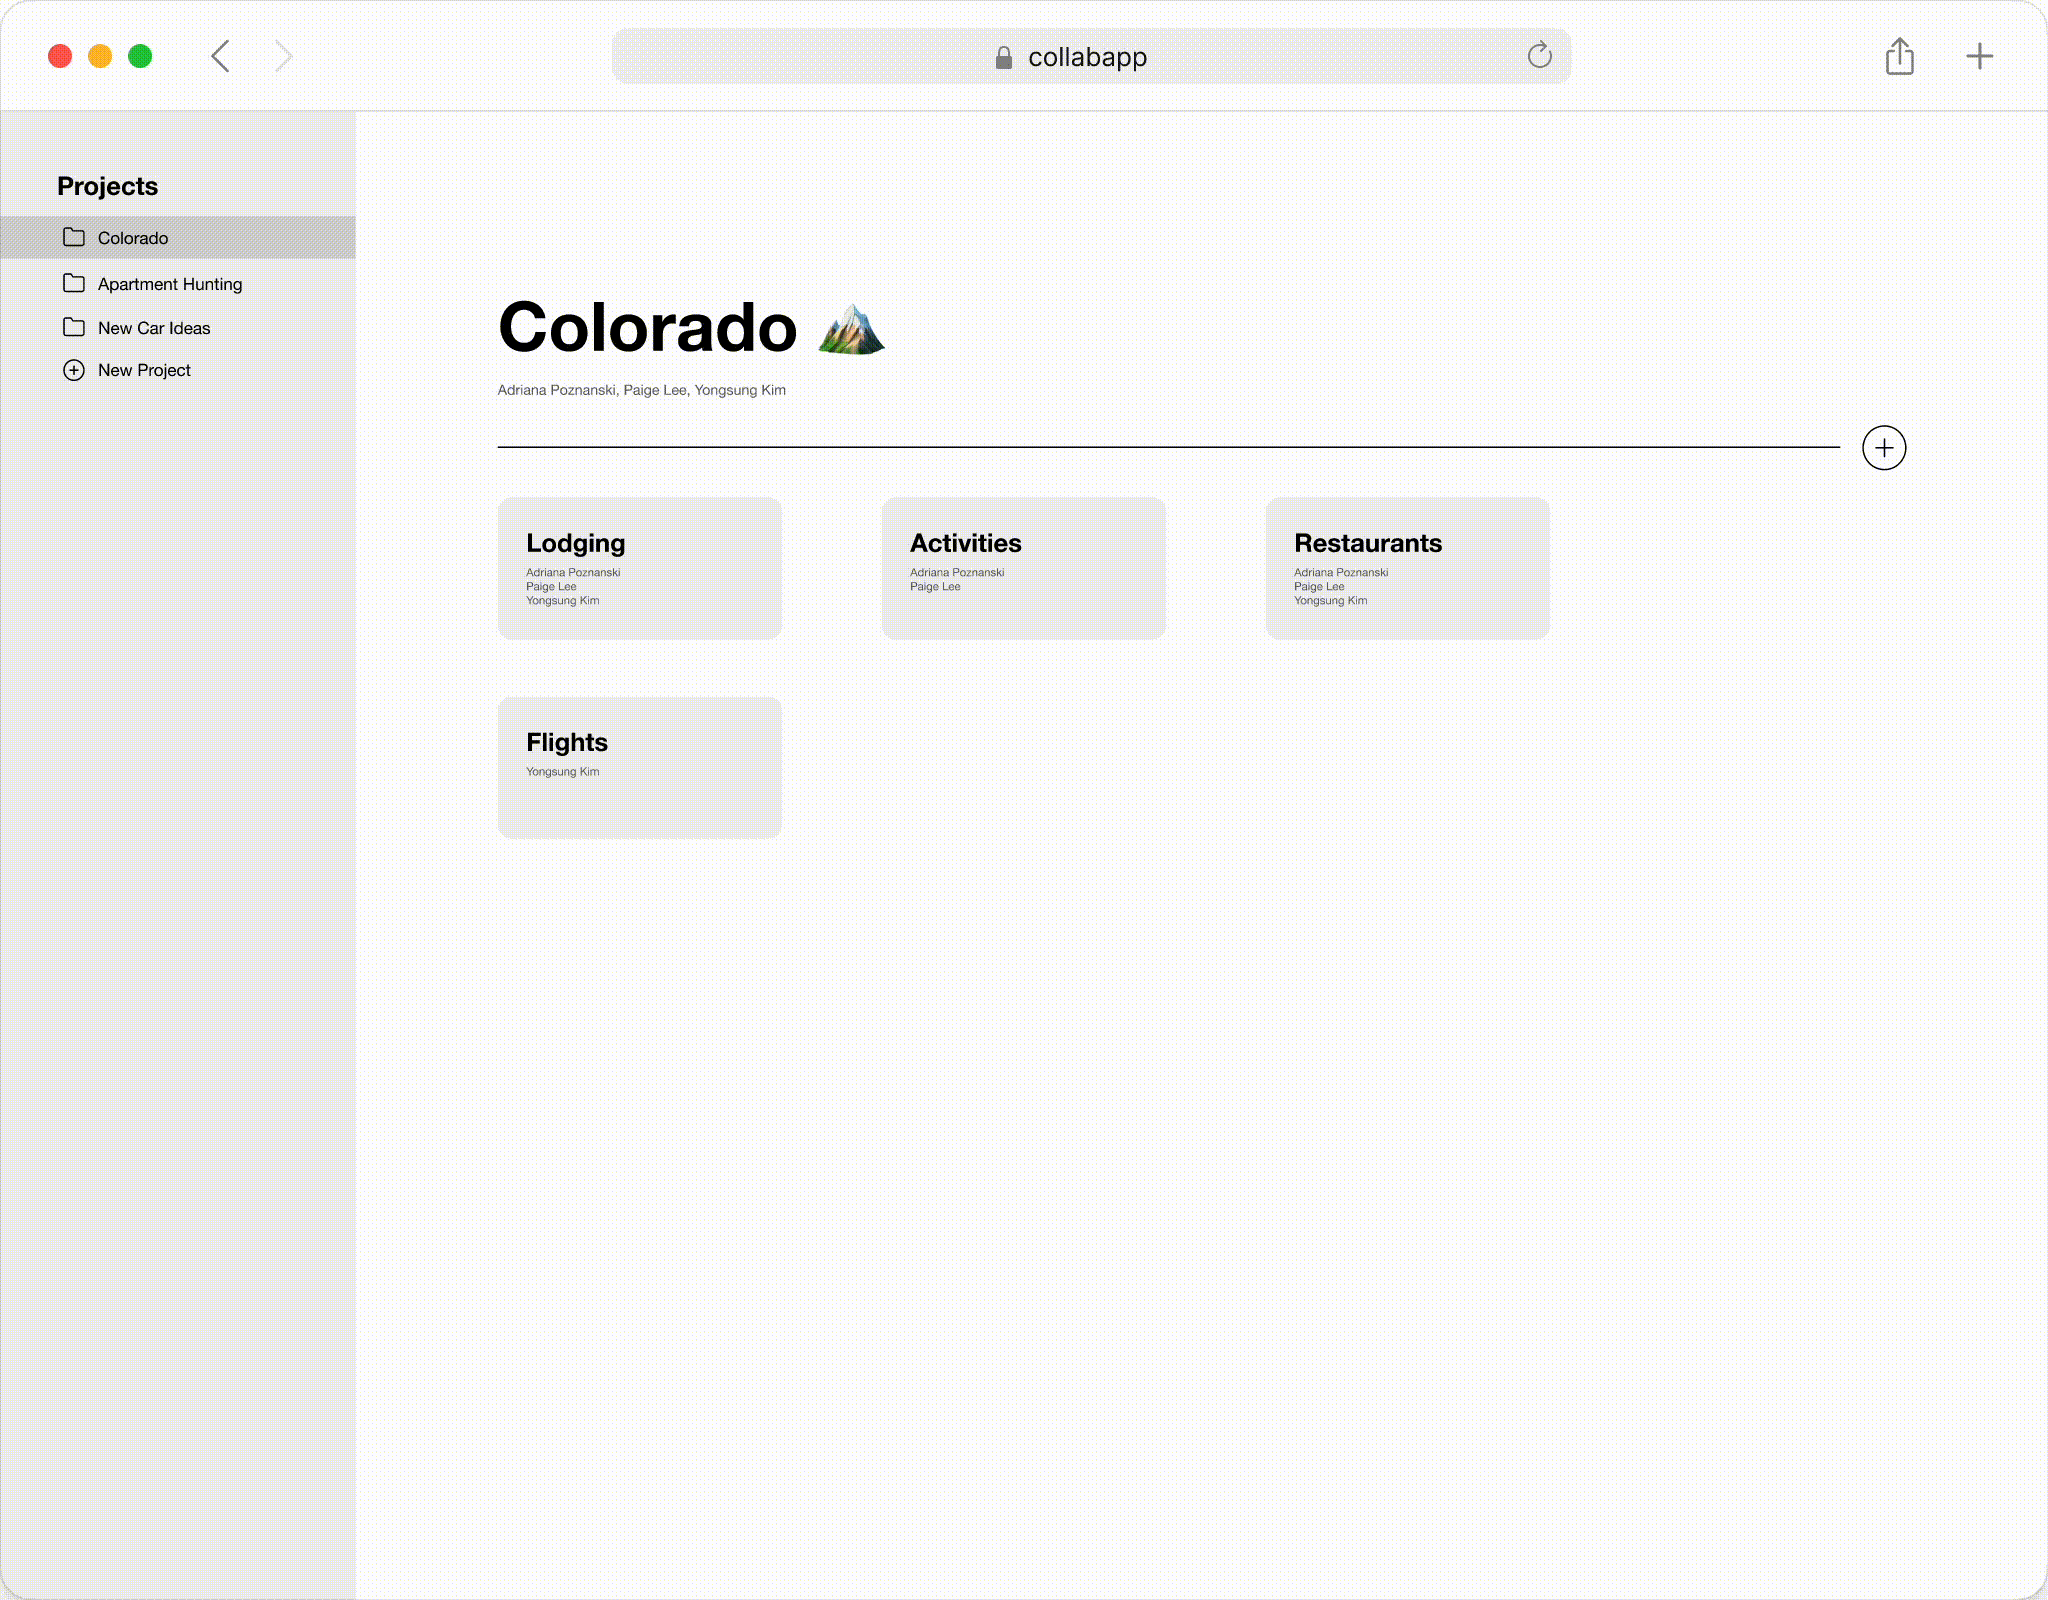 collabapp
Projects
Colorado
Apartment Hunting
New Car Ideas
New Project
Colorado
Adriana Poznanski, Paige Lee, Yongsung Kim
Lodging
Adriana Poznanski
Paige Lee
Yongsung Kim
Activities
Adriana Poznanski
Paige Lee
Restaurants
Adriana Poznanski
Paige Lee
Yongsung Kim
Flights
Yongsung Kim